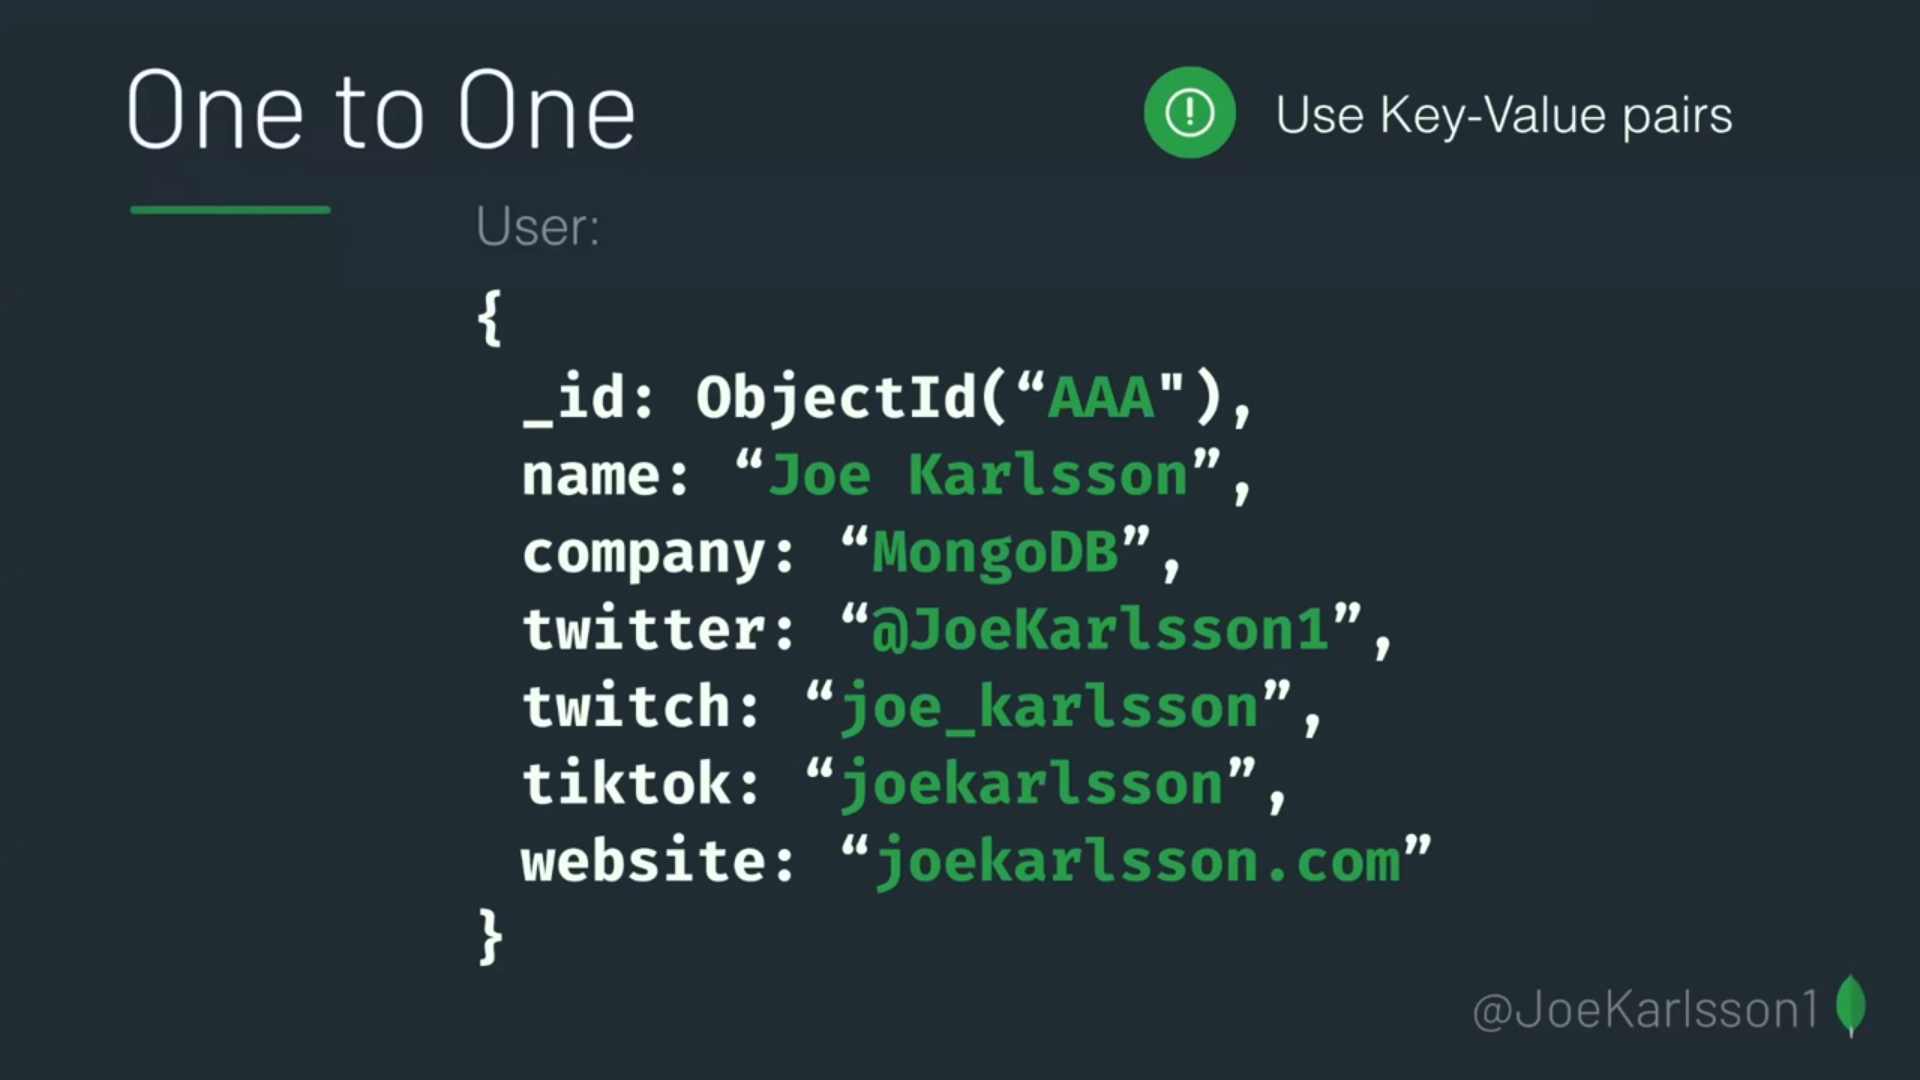 One to One
Use Key-Value pairs
User:
{
_id: ObjectId(“AAA"),
name: “Joe Karlsson”,
company: “MongoDB”,
twitter: “@JoeKarlsson1”,
twitch: “joe_karlsson”,
tiktok: “joekarlsson”,
website: “joekarlsson.com”
}
@JoeKarlsson1